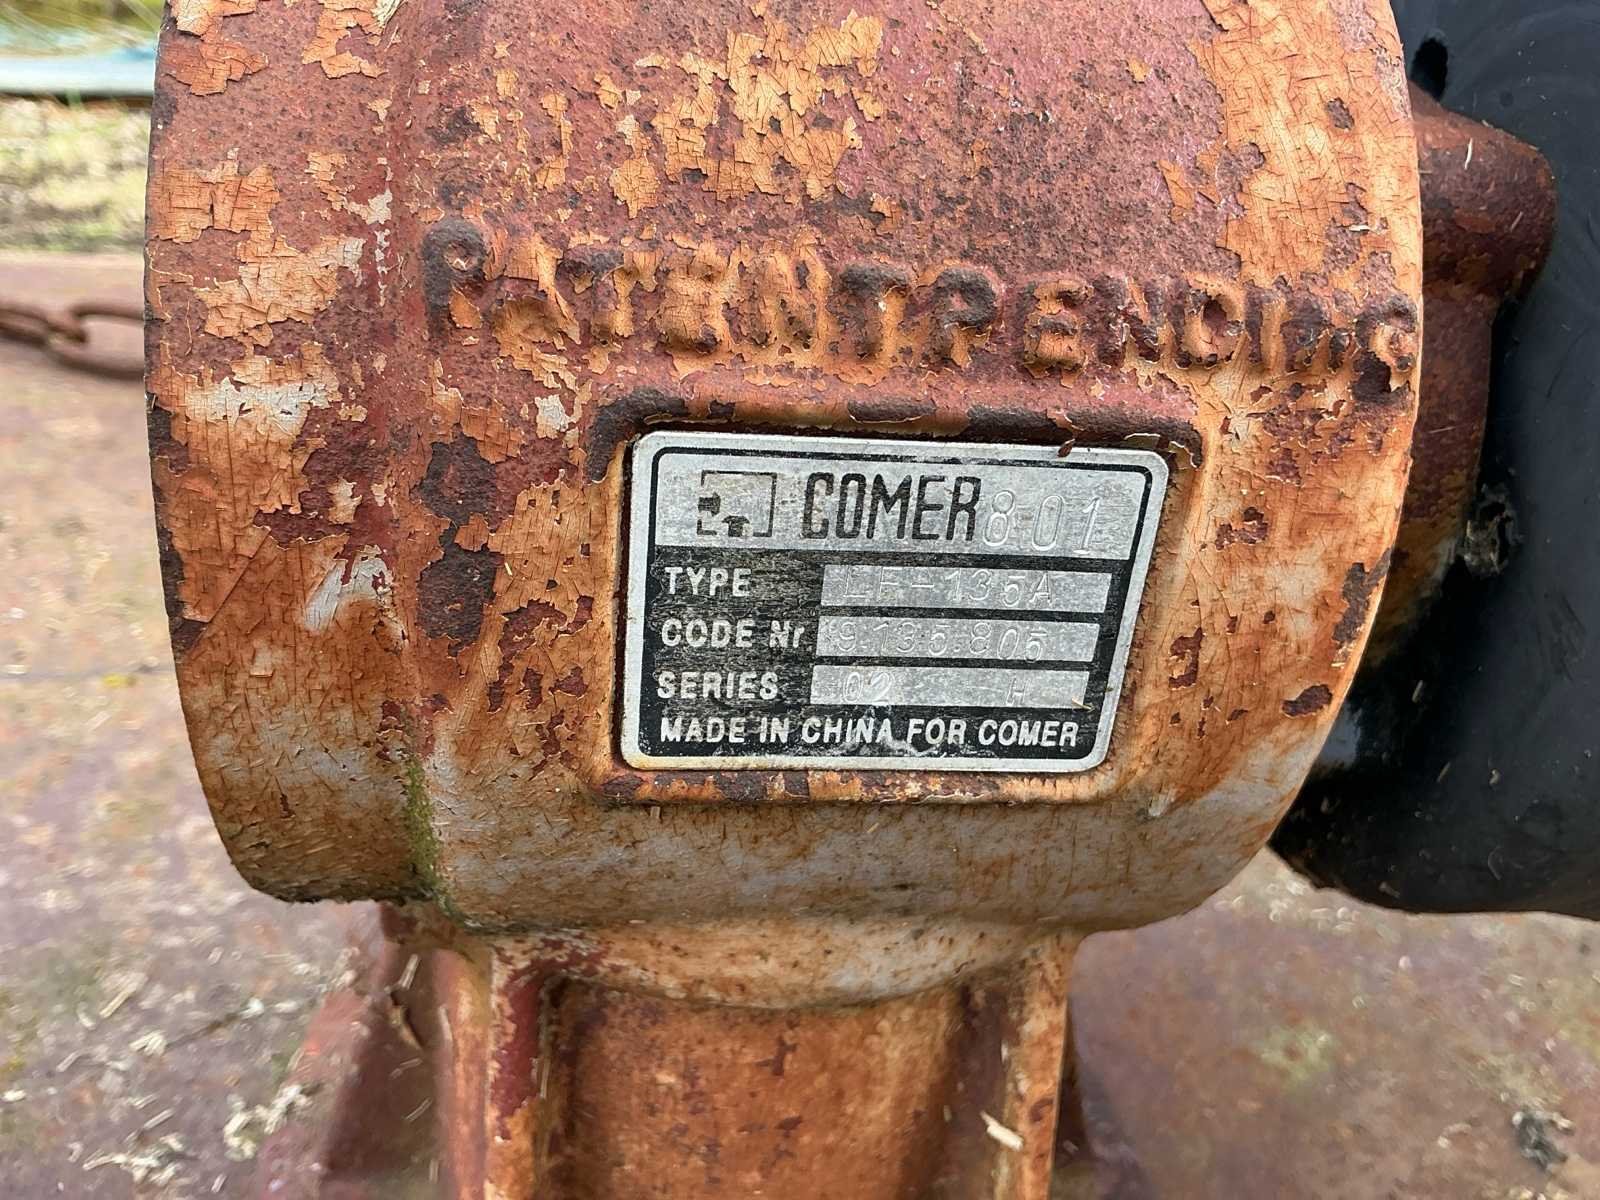 PATENT PENDING
COMER 801
TYPE LF-135A
CODE Nr. 9.135.805
SERIES 02 H
MADE IN CHINA FOR COMER